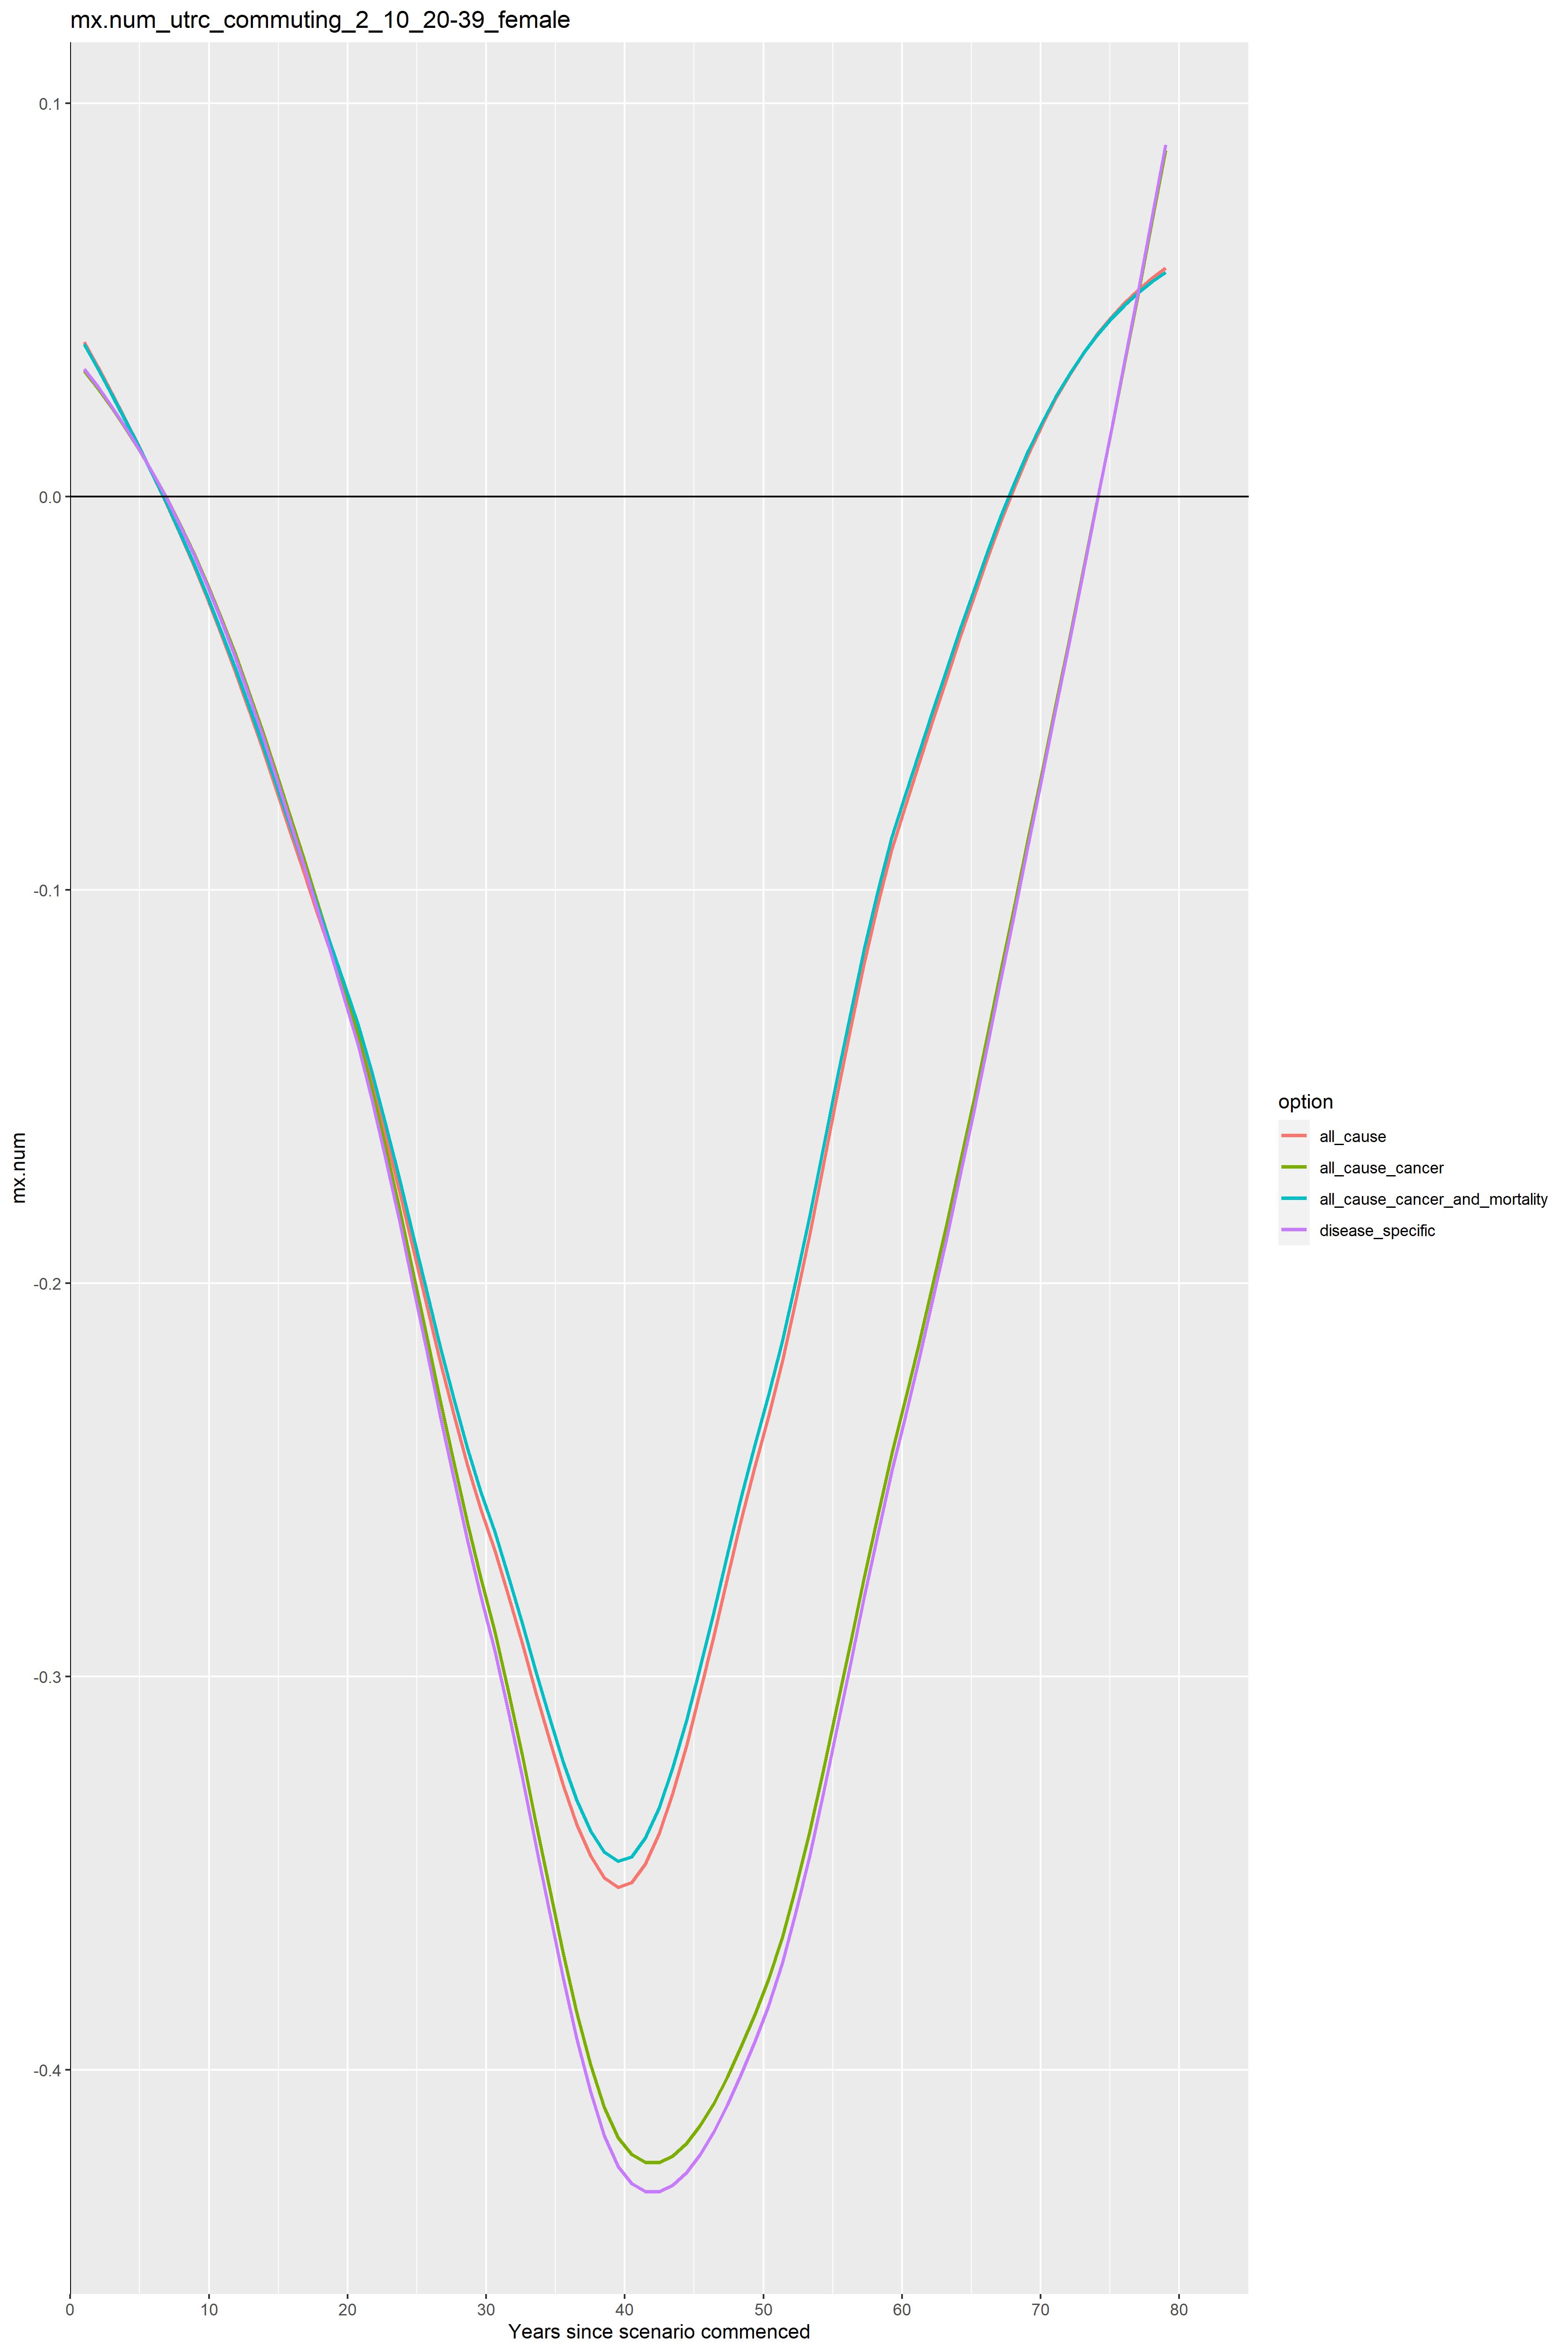 mx.num_utrc_commuting_2_10_20-39_female
0.1
0.0
-0.1
-0.2
-0.3
-0.4
mx.num
0 10 20 30 40 50 60 70 80
Years since scenario commenced
option
all_cause
all_cause_cancer
all_cause_cancer_and_mortality
disease_specific